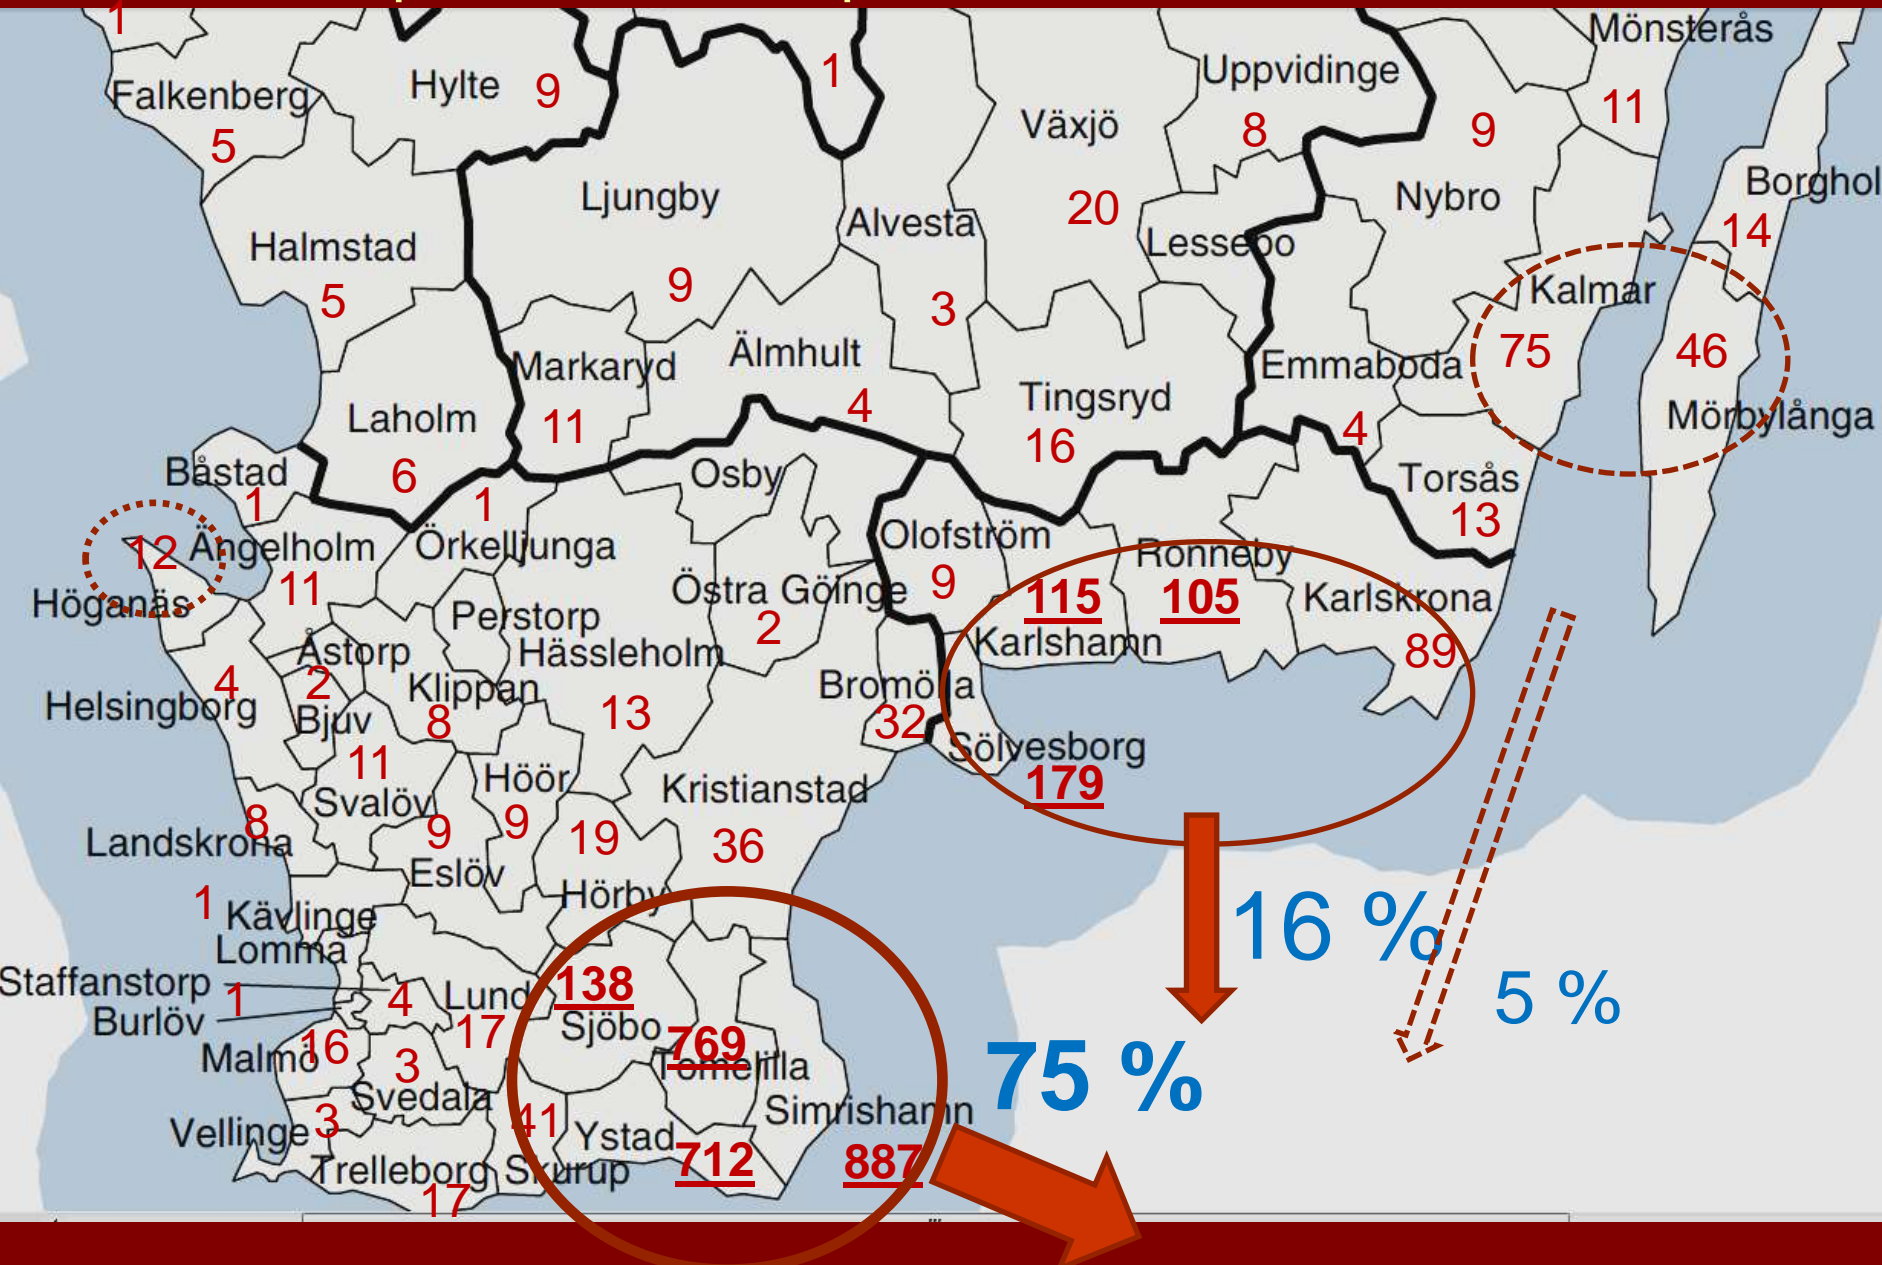 1
Mönsterås
Falkenberg
Hylte
9
1
Uppvidinge
11
5
Växjö
8
9
Ljungby
Nybro
Borghol
Halmstad
Alvesta
20
Lessebo
14
5
9
3
Kalmar
Markaryd
Älmhult
Emmaboda
75
46
Laholm
11
4
Tingsryd
4
Mörbylånga
16
Båstad
6
Osby
Torsås
1
1
13
12
Ängelholm
Örkelljunga
Olofström
Ronneby
Höganäs
11
Östra Göinge
9
115
105
Karlskrona
Perstorp
2
Åstorp
Hässleholm
Karlshamn
89
4
2
Klippan
Bromölla
Helsingborg
Bjuv
8
13
32
Sölvesborg
11
Höör
Kristianstad
179
Svalöv
8
9
9
19
36
Landskrona
Eslöv
Hörby
1
Kävlinge
16 %
Lomma
Staffanstorp
1
4
Lund
138
5 %
Burlöv
17
Sjöbo
769
Malmö
16
3
Tomelilla
75 %
Svedala
Simrishamn
Vellinge
3
41
Ystad
Trelleborg
Skurup
712
887
17